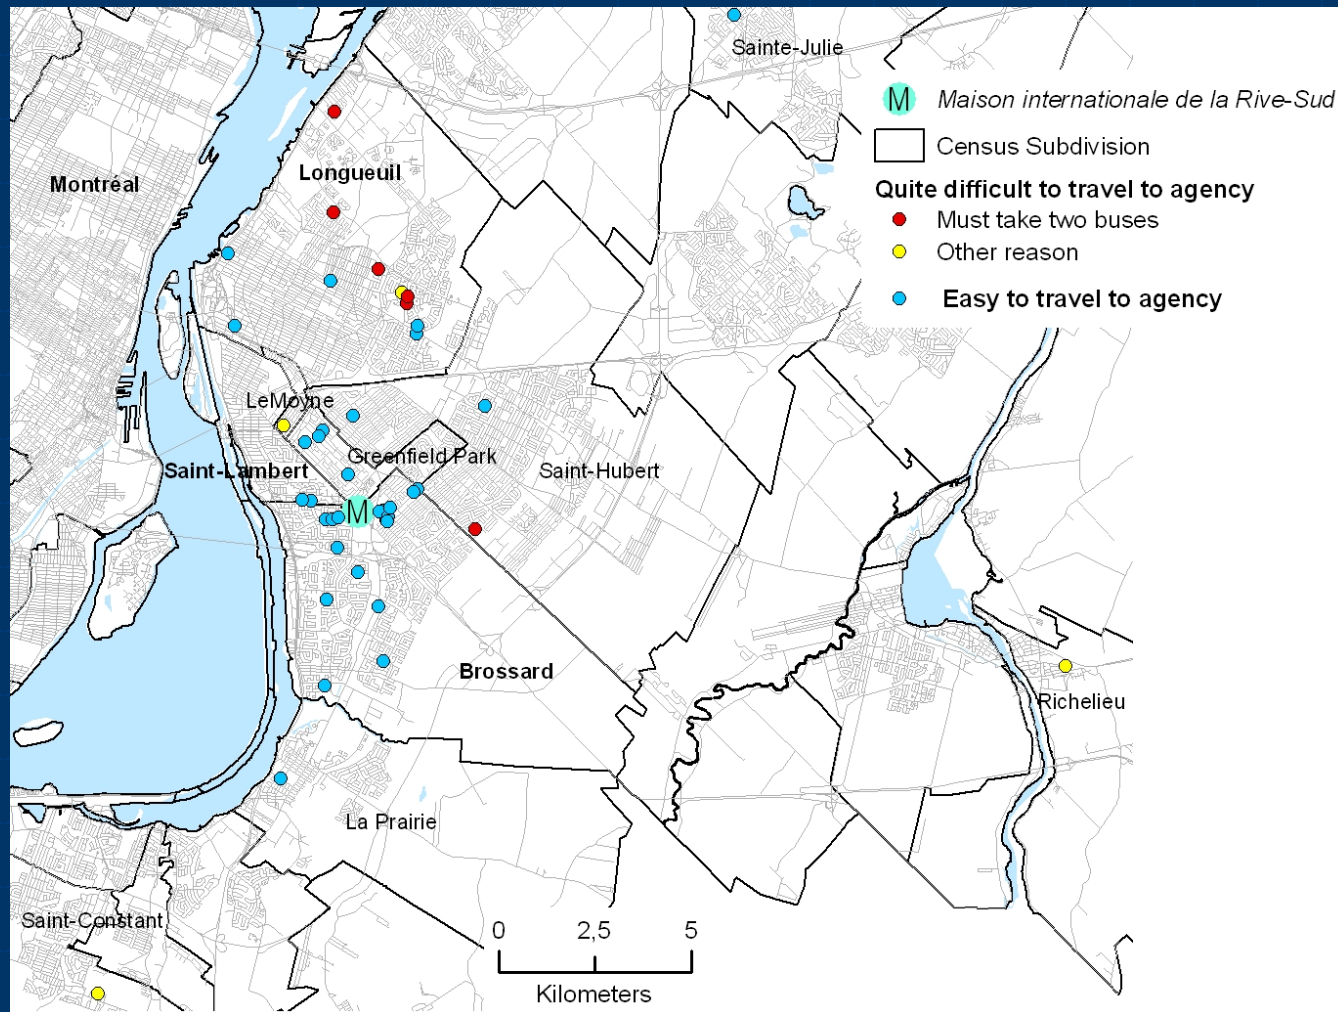 Sainte-Julie
M Maison internationale de la Rive-Sud
Census Subdivision
Quite difficult to travel to agency
Must take two buses
Other reason
Easy to travel to agency
Montréal
Longueuil
LeMoyne
Greenfield Park
Saint-Lambert
Saint-Hubert
M
Brossard
Richelieu
La Prairie
Saint-Constant
0 2,5 5
Kilometers